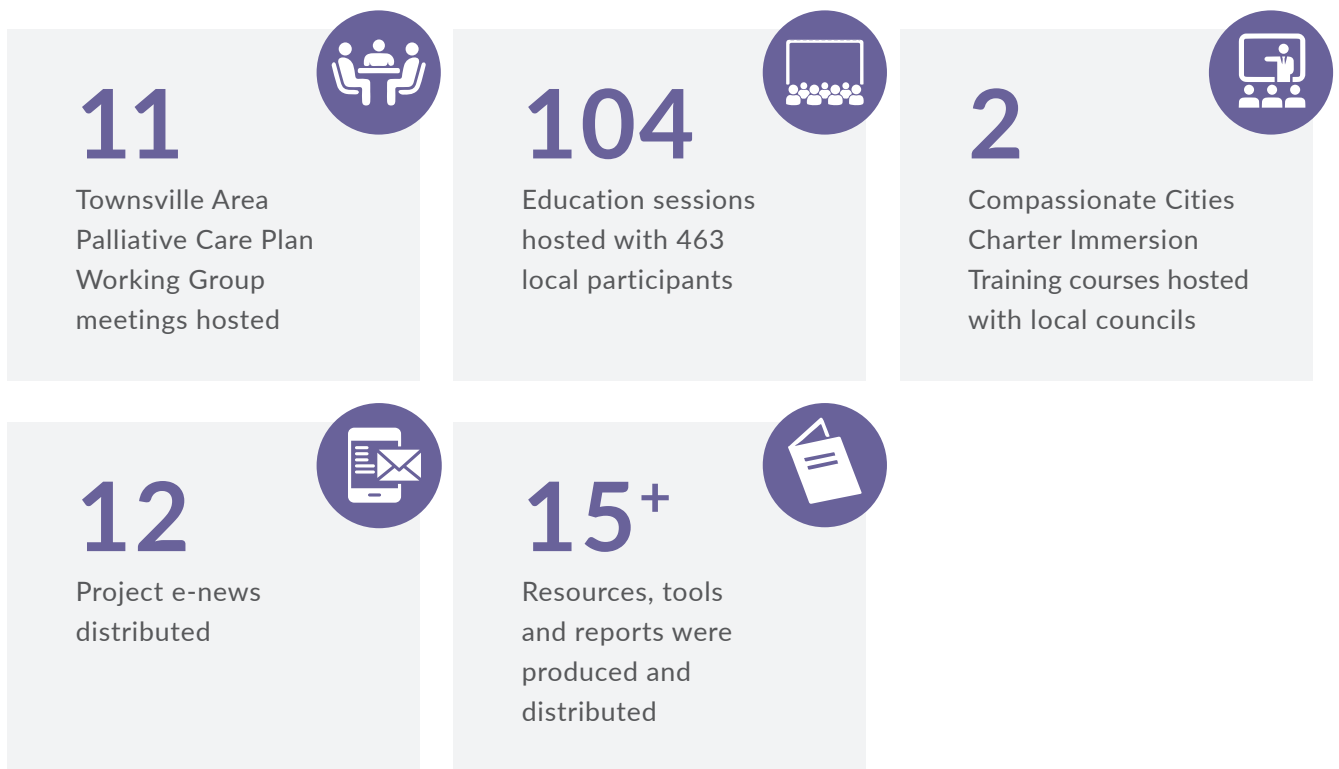 11
Townsville Area
Palliative Care Plan
Working Group
meetings hosted
104
Education sessions
hosted with 463
local participants
2
Compassionate Cities
Charter Immersion
Training courses hosted
with local councils
12
Project e-news
distributed
15+
Resources, tools
and reports were
produced and
distributed